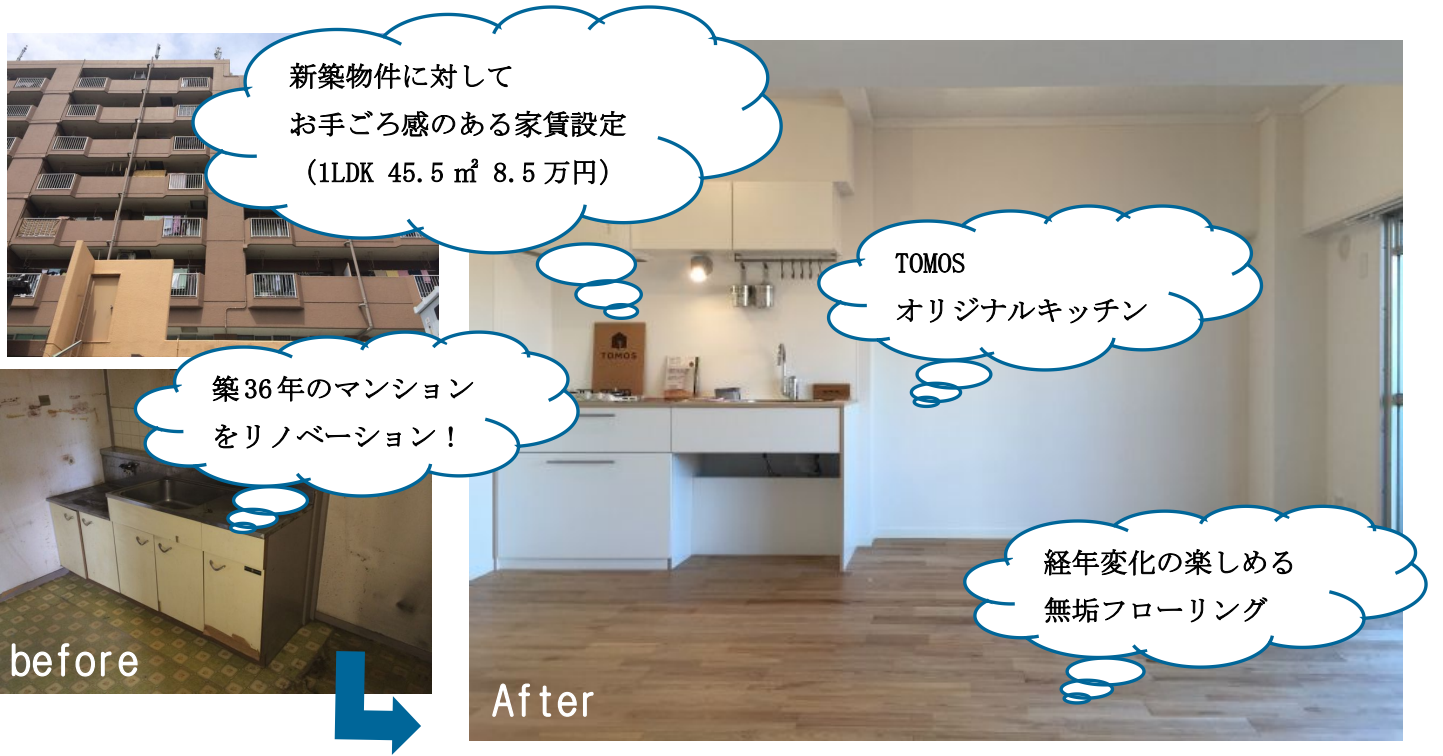 新築物件に対して
お手ごろ感のある家賃設定
（1LDK 45.5㎡ 8.5万円）
TOMOS
オリジナルキッチン
TOMOS
築36年のマンション
をリノベーション！
経年変化の楽しめる
無垢フローリング
before
After